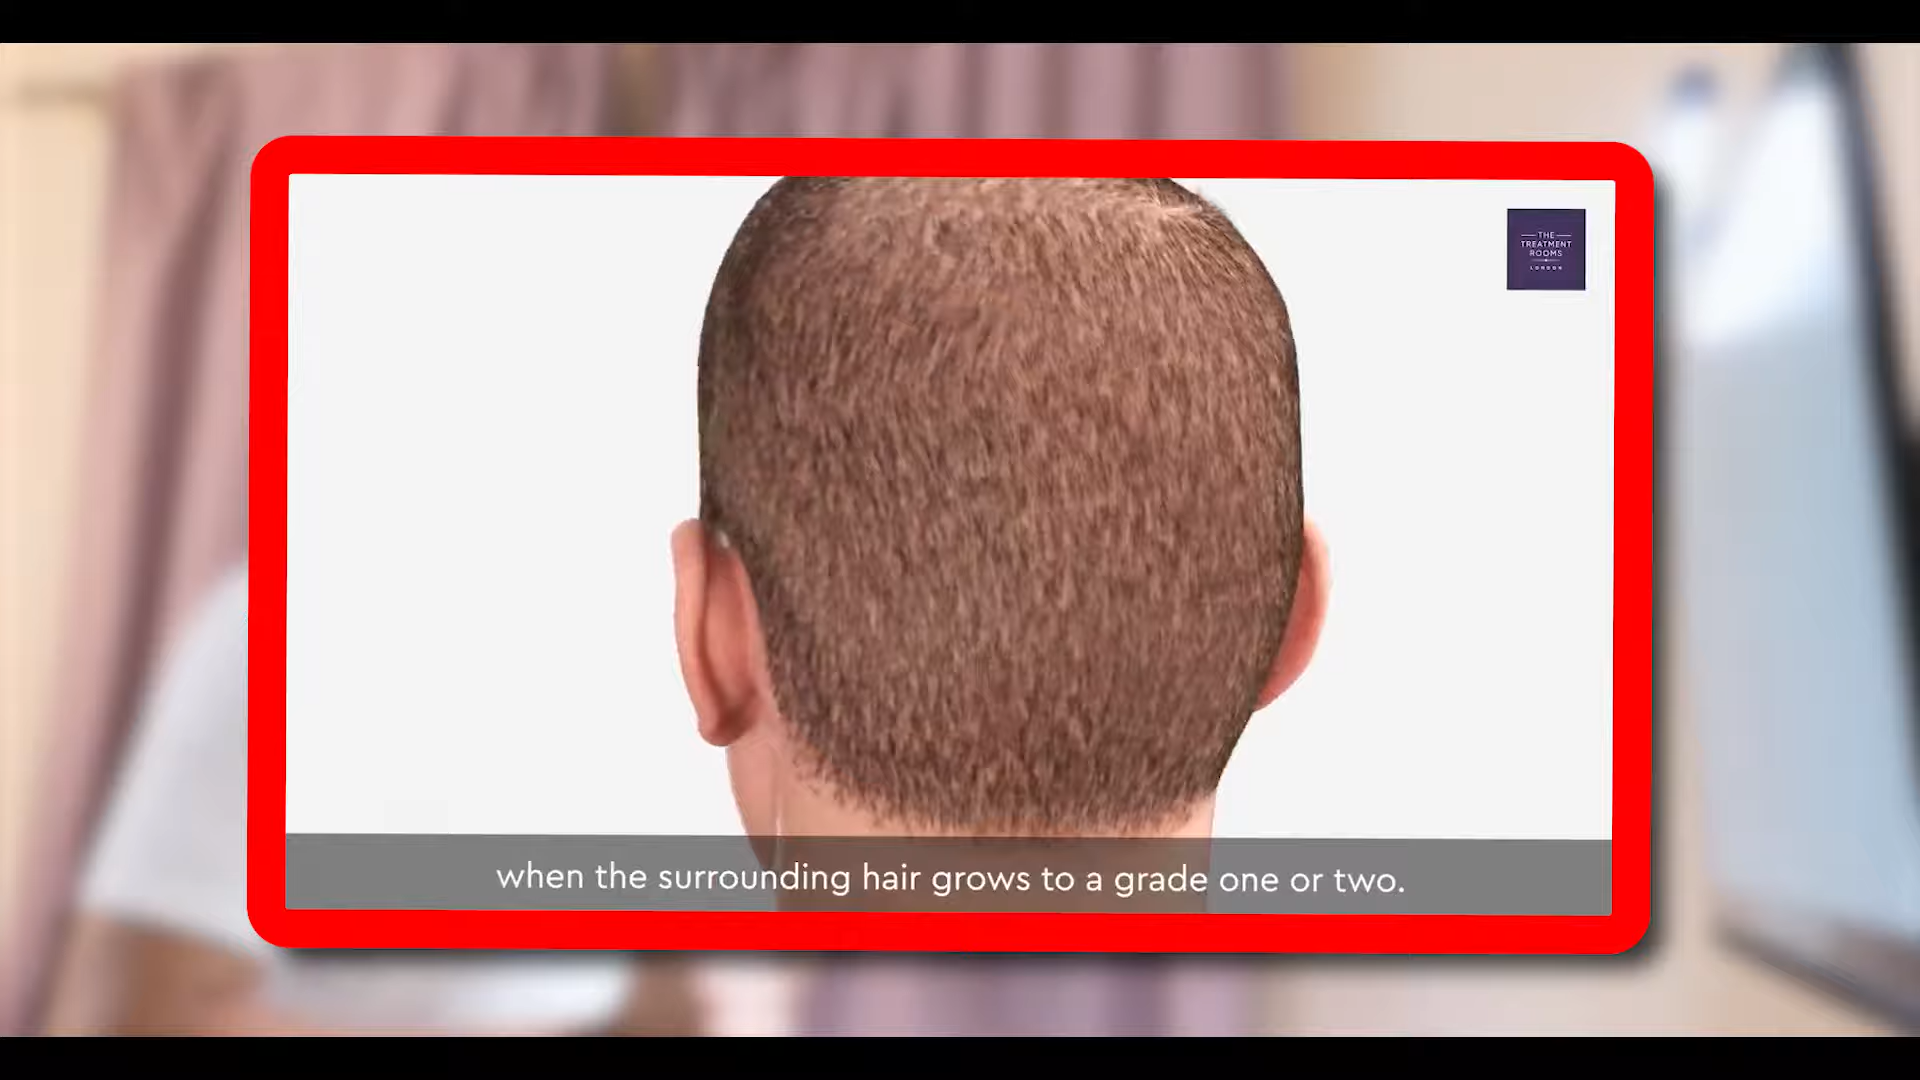 THE
TREATMENT
ROOMS
LONDON
when the surrounding hair grows to a grade one or two.